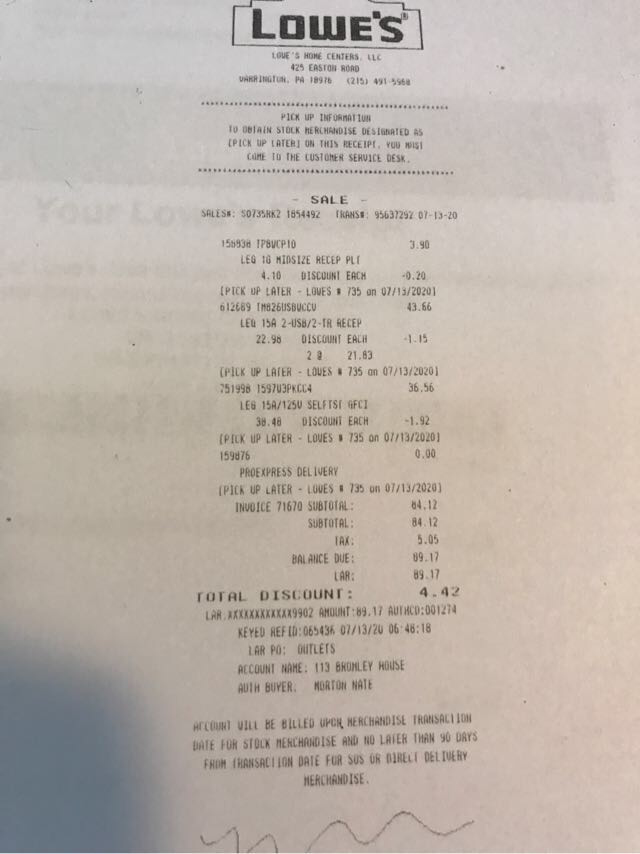 LOWE'S
LOWE'S HOME CENTERS, LLC
425 EASTON ROAD
WARRINGTON, PA 18976 (215) 491-5968
PICK UP INFORMATION
TO OBTAIN STOCK MERCHANDISE DESIGNATED AS
[PICK UP LATER] ON THIS RECEIPT, YOU MUST
COME TO THE CUSTOMER SERVICE DESK.
- SALE -
SALES#: S0735RK2 1854492 TRANS#: 95637292 07-13-20
158838 TP8WCP10 3.90
LEG 1G MIDSIZE RECEP PLT
4.10 DISCOUNT EACH -0.20
[PICK UP LATER - LOWES # 735 on 07/13/2020]
612689 TM826USBWCCV 43.66
LEG 15A 2-USB/2-TR RECEP
22.98 DISCOUNT EACH -1.15
2 @ 21.83
[PICK UP LATER - LOWES # 735 on 07/13/2020]
751998 1597W3PKCC4 36.56
LEG 15A/125V SELFTST GFCI
38.48 DISCOUNT EACH -1.92
[PICK UP LATER - LOWES # 735 on 07/13/2020]
159876 0.00
PROEXPRESS DELIVERY
[PICK UP LATER - LOWES # 735 on 07/13/2020]
INVOICE 71670 SUBTOTAL: 84.12
SUBTOTAL: 84.12
TAX: 5.05
BALANCE DUE: 89.17
LAR: 89.17
TOTAL DISCOUNT: 4.42
LAR XXXXXXXXXXXX9902 AMOUNT:89.17 AUTHCD:001274
KEYED REFID:065436 07/13/20 06:48:18
LAR PO: OUTLETS
ACCOUNT NAME: 113 BROMLEY HOUSE
AUTH BUYER: MORTON NATE
ACCOUNT WILL BE BILLED UPON MERCHANDISE TRANSACTION
DATE FOR STOCK MERCHANDISE AND NO LATER THAN 90 DAYS
FROM TRANSACTION DATE FOR SOS OR DIRECT DELIVERY
MERCHANDISE.